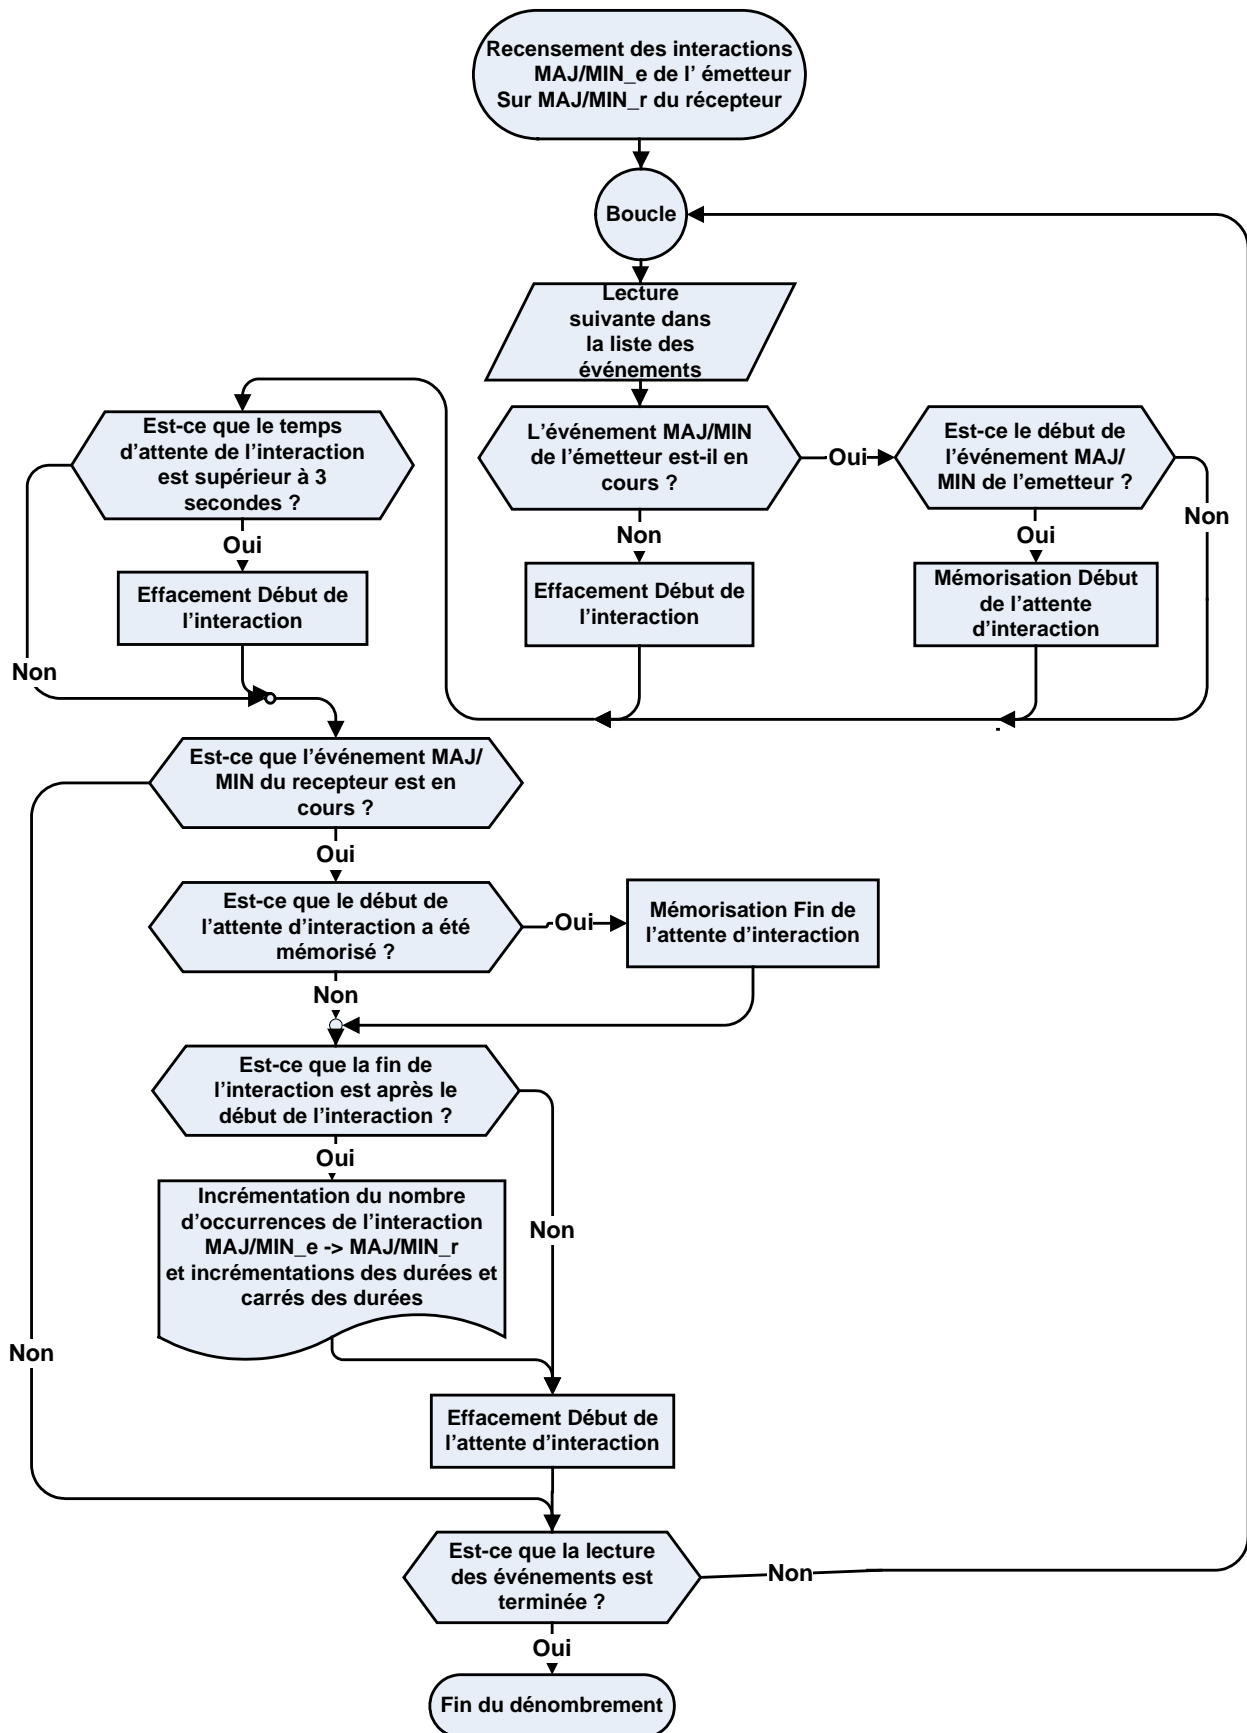 Recensement des interactions
MAJ/MIN_e de l' émetteur
Sur MAJ/MIN_r du récepteur
Boucle
Lecture
suivante dans
la liste des
événements
Est-ce que le temps
d'attente de l'interaction
est supérieur à 3
secondes ?
L'événement MAJ/MIN
de l'émetteur est-il en
cours ?
Oui
Est-ce le début de
l'événement MAJ/
MIN de l'emetteur ?
Non
Oui
Non
Oui
Effacement Début de
l'interaction
Effacement Début de
l'interaction
Mémorisation Début
de l'attente
d'interaction
Non
Est-ce que l'événement MAJ/
MIN du recepteur est en
cours ?
Oui
Est-ce que le début de
l'attente d'interaction a été
mémorisé ?
Oui
Mémorisation Fin de
l'attente d'interaction
Non
Est-ce que la fin de
l'interaction est après le
début de l'interaction ?
Oui
Incrémentation du nombre
d'occurrences de l'interaction
MAJ/MIN_e -> MAJ/MIN_r
et incrémentations des durées et
carrés des durées
Non
Non
Effacement Début de
l'attente d'interaction
Est-ce que la lecture
des événements est
terminée ?
Non
Oui
Fin du dénombrement